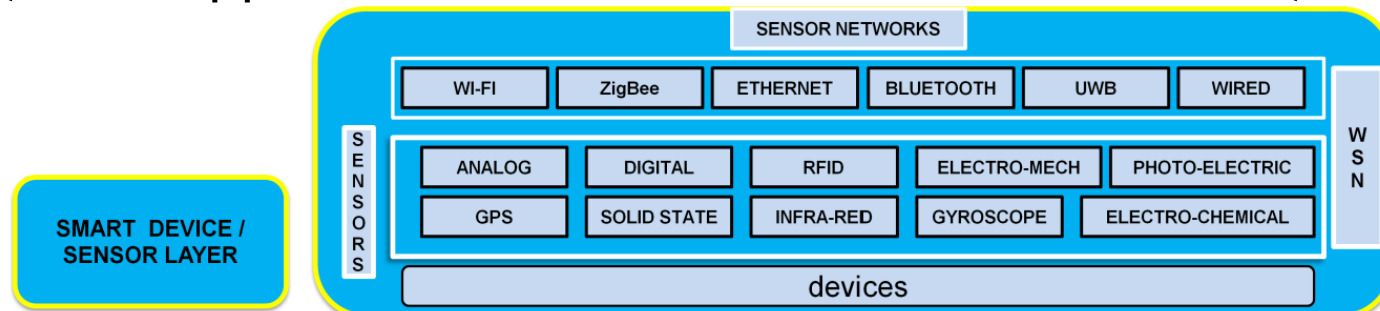 SENSOR NETWORKS
WI-FI ZigBee ETHERNET BLUETOOTH UWB WIRED
SENSORS
ANALOG DIGITAL RFID ELECTRO-MECH PHOTO-ELECTRIC
GPS SOLID STATE INFRA-RED GYROSCOPE ELECTRO-CHEMICAL
WSN
SMART DEVICE /
SENSOR LAYER
devices